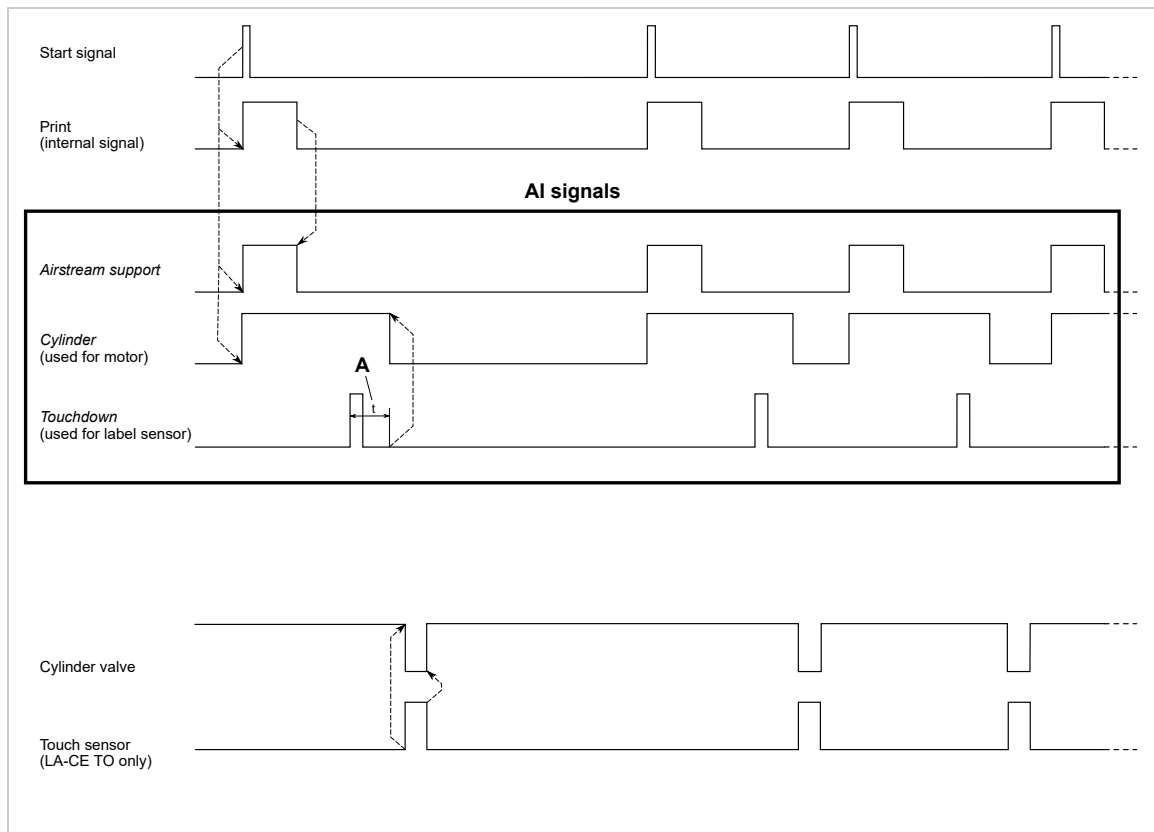 Start signal
Print
(internal signal)
AI signals
Airstream support
Cylinder
(used for motor)
A
t
Touchdown
(used for label sensor)
Cylinder valve
Touch sensor
(LA-CE TO only)